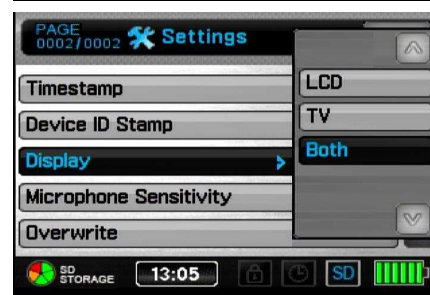 PAGE
0002/0002 Settings
Timestamp
Device ID Stamp
Display >
Microphone Sensitivity
Overwrite
LCD
TV
Both
SD
STORAGE 13:05 SD